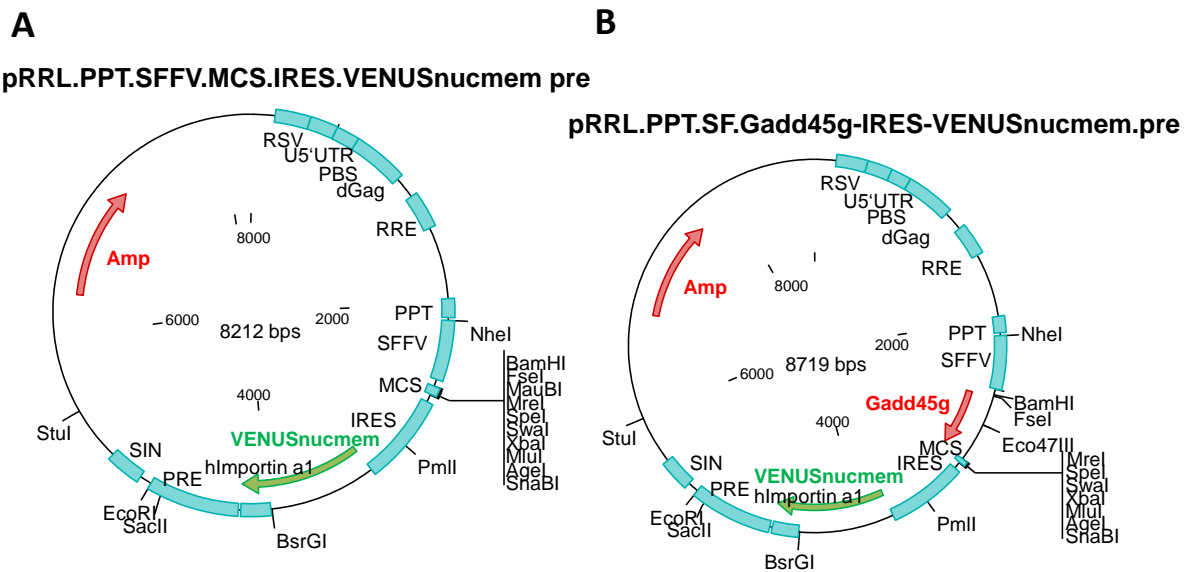 A
pRRL.PPT.SFFV.MCS.IRES.VENUSnucmem pre
RSV
U5‘UTR
PBS
dGag
RRE
8000
Amp
6000
8212 bps
2000
4000
PPT
NheI
SFFV
MCS
BamHI
FseI
MauBI
MreI
SpeI
SwaI
XbaI
MluI
AgeI
SnaBI
IRES
VENUSnucmem
hImportin a1
PmlI
StuI
SIN
PRE
EcoRI
SacII
BsrGI
B
pRRL.PPT.SF.Gadd45g-IRES-VENUSnucmem.pre
RSV
U5‘UTR
PBS
dGag
RRE
8000
Amp
6000
8719 bps
2000
4000
PPT
NheI
SFFV
Gadd45g
BamHI
FseI
Eco47III
MCS
IRES
MreI
SpeI
SwaI
XbaI
MluI
AgeI
SnaBI
VENUSnucmem
hImportin a1
PmlI
StuI
SIN
PRE
EcoRI
SacII
BsrGI